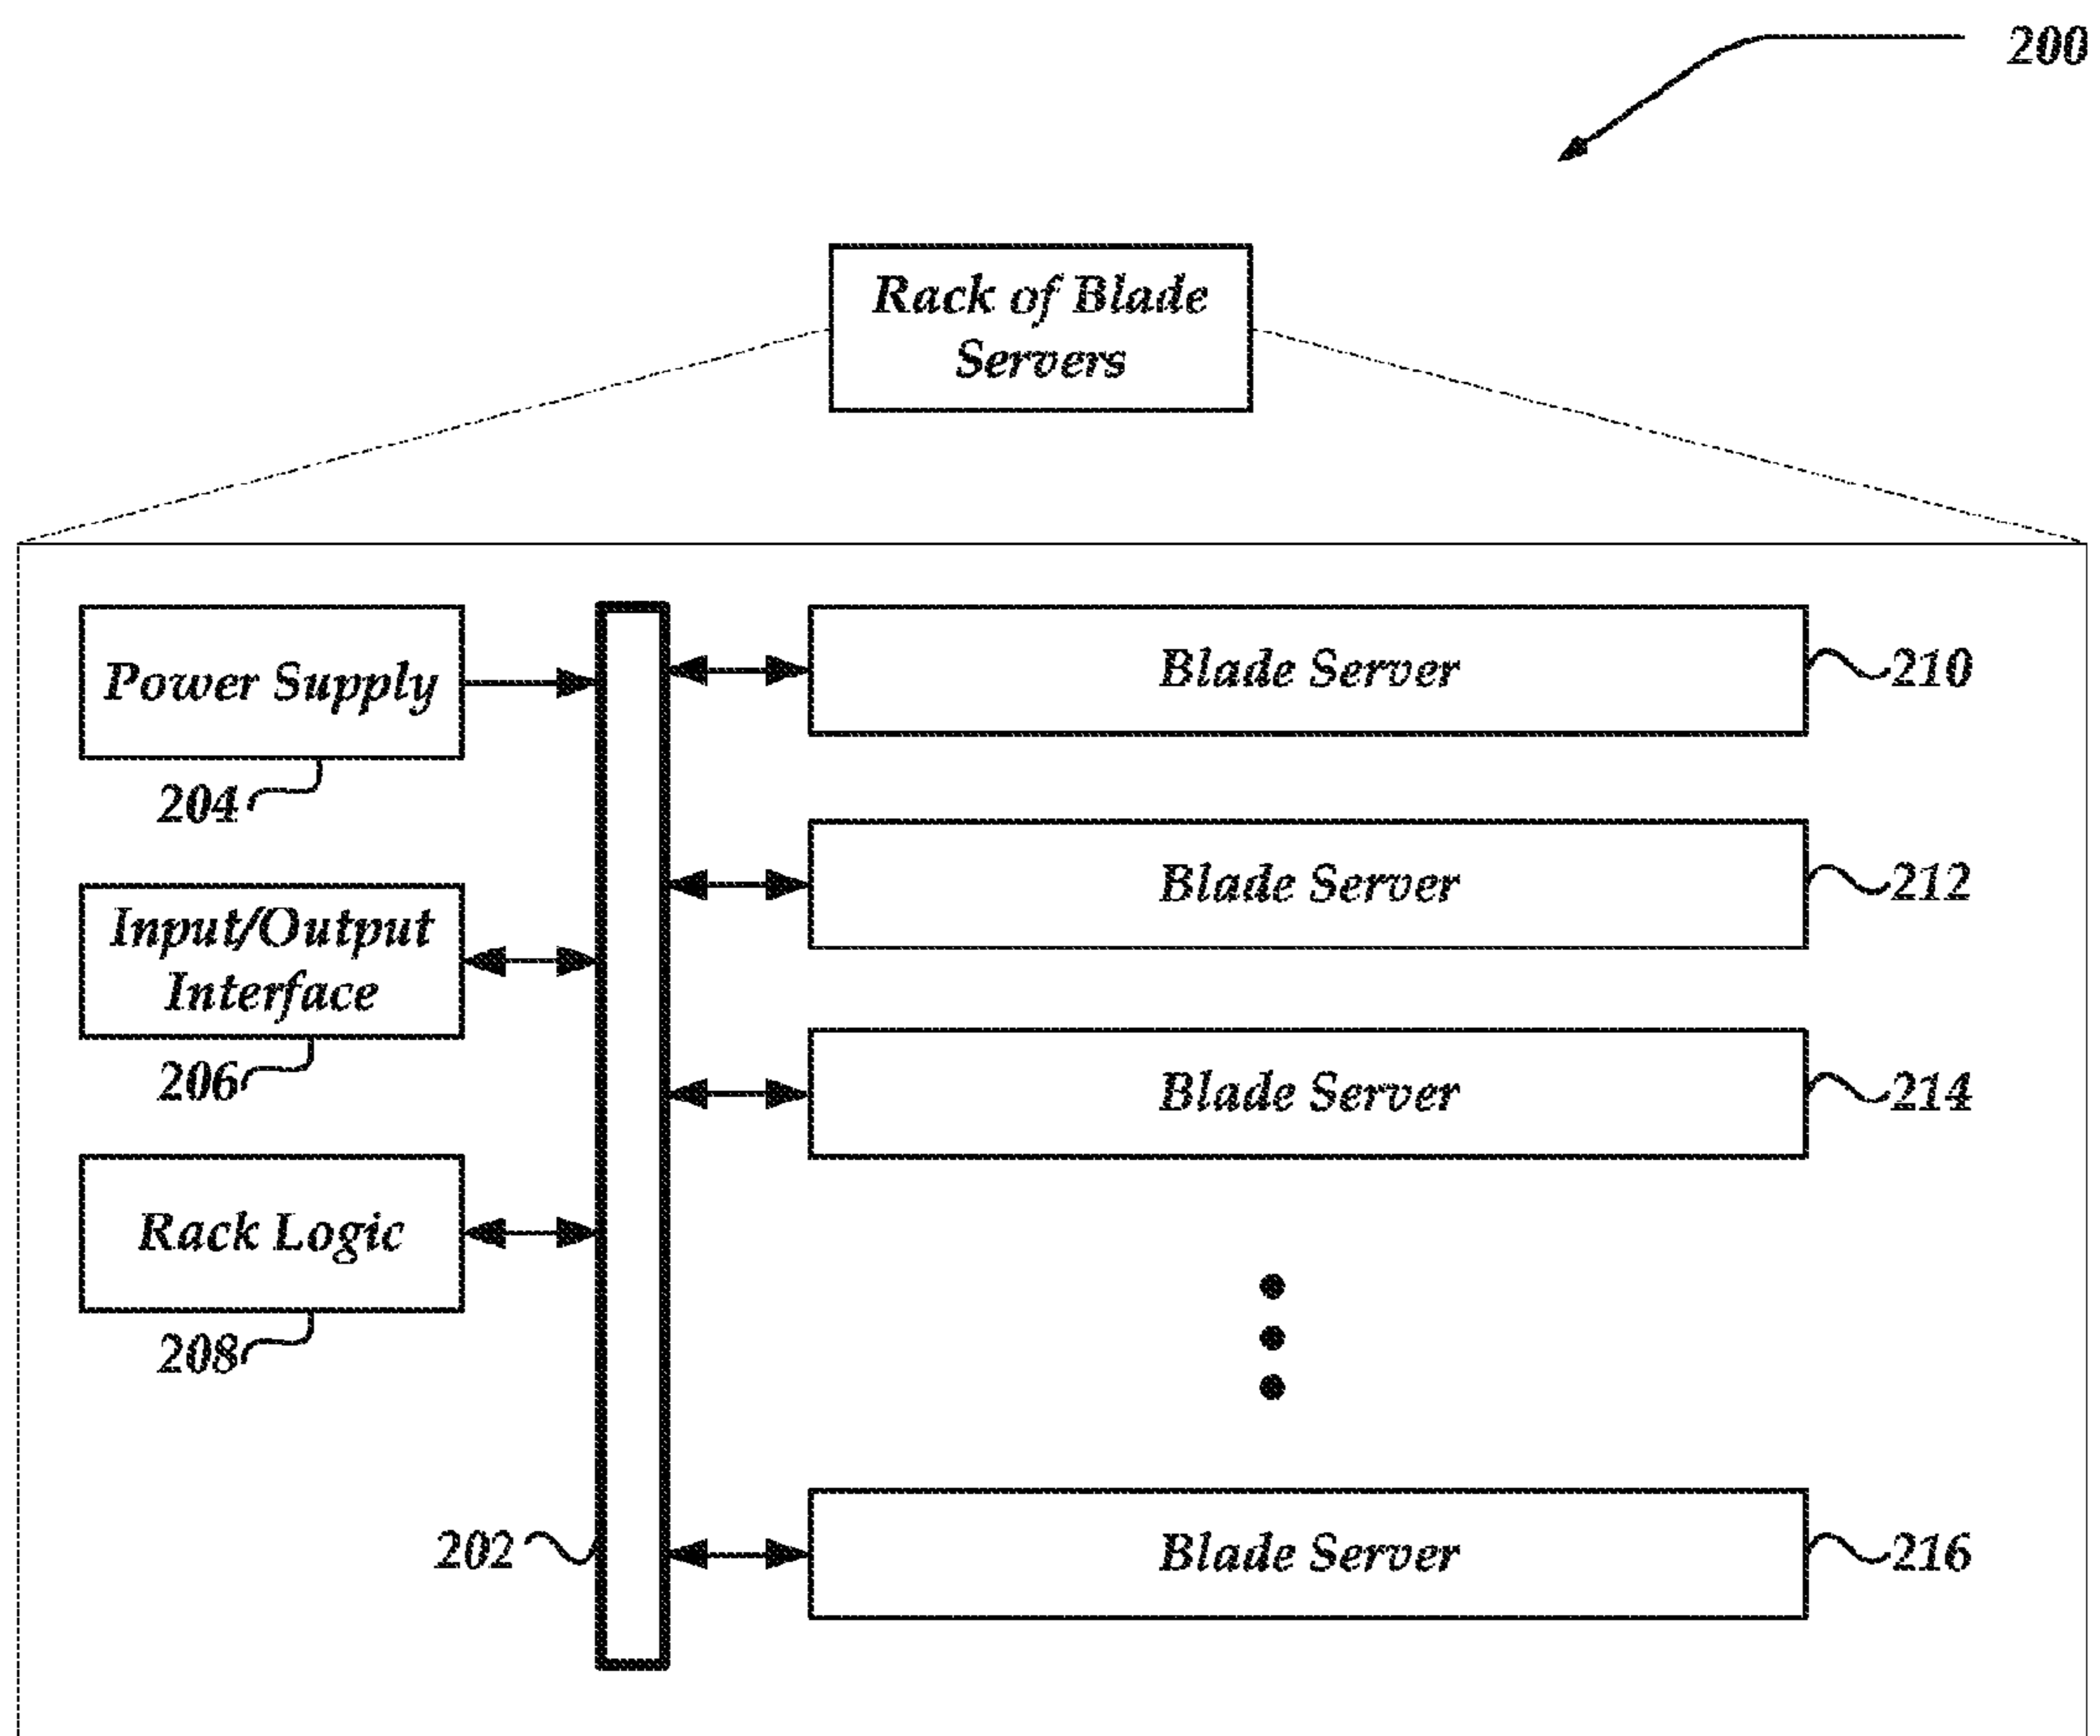 200
Rack of Blade
Servers
Power Supply
204
Input/Output
Interface
206
Rack Logic
208
202
Blade Server
210
Blade Server
212
Blade Server
214
Blade Server
216